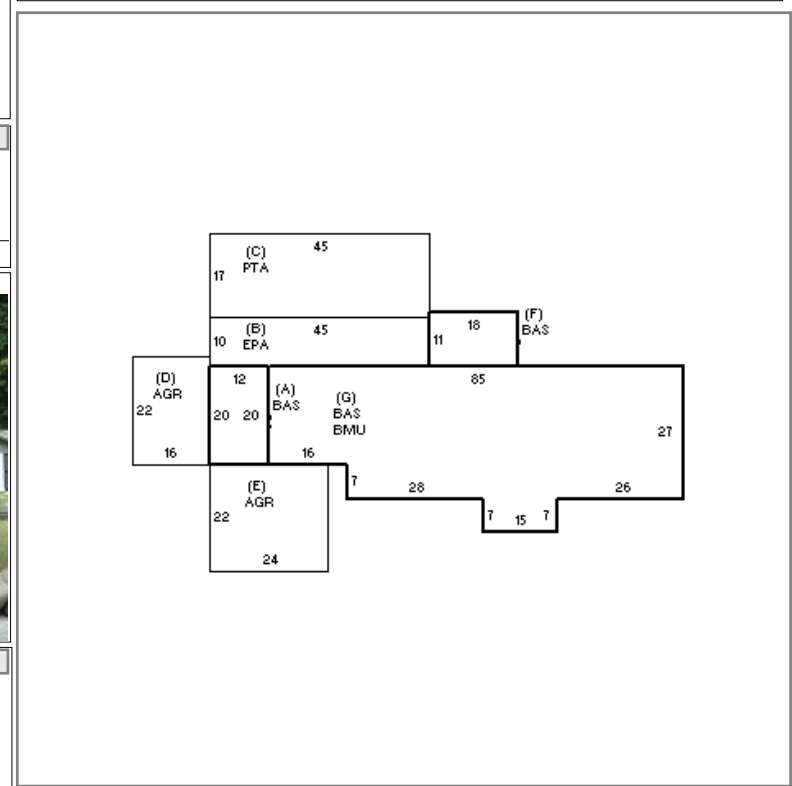 (C)
PTA
45
17
(B)
EPA
45
10
18
11
(F)
BAS
(D)
AGR
22
16
12
20 20
(A)
BAS
85
(G)
BAS
BMU
27
16
7
28
26
7 15 7
(E)
AGR
22
24